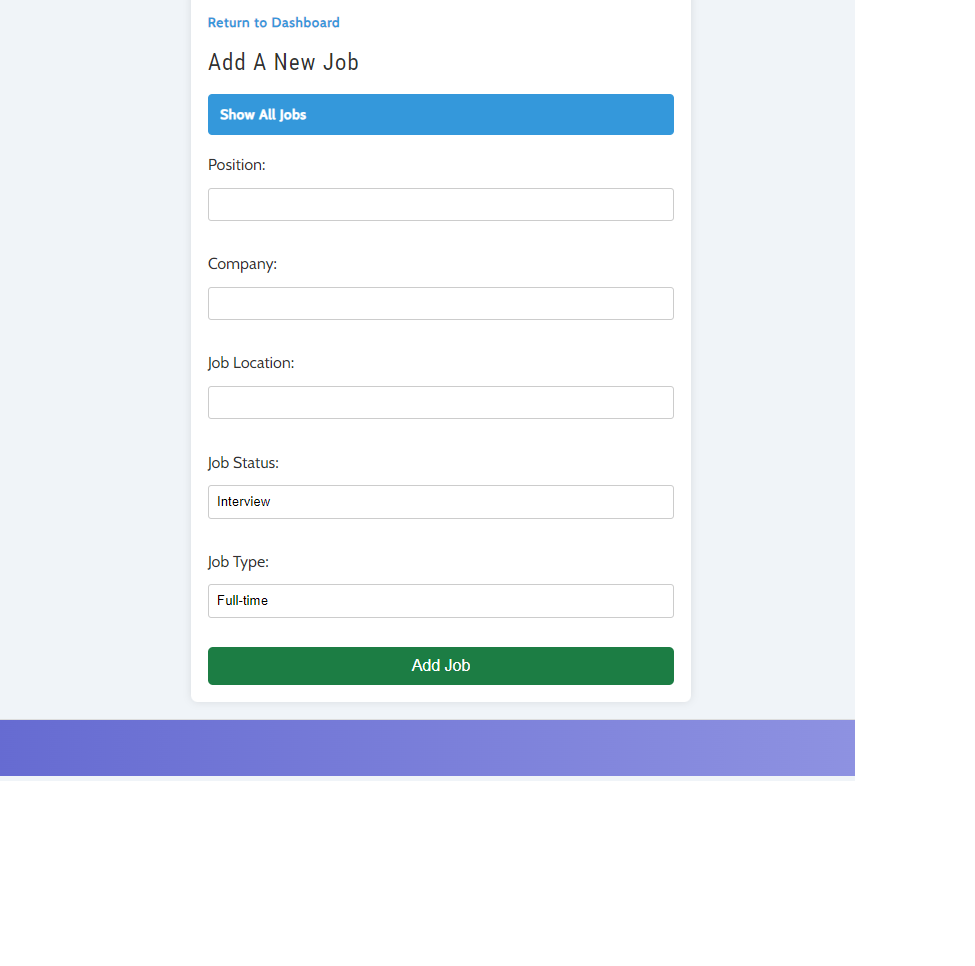 Return to Dashboard
Add A New Job
Show All Jobs
Position:
Company:
Job Location:
Job Status:
Interview
Job Type:
Full-time
Add Job